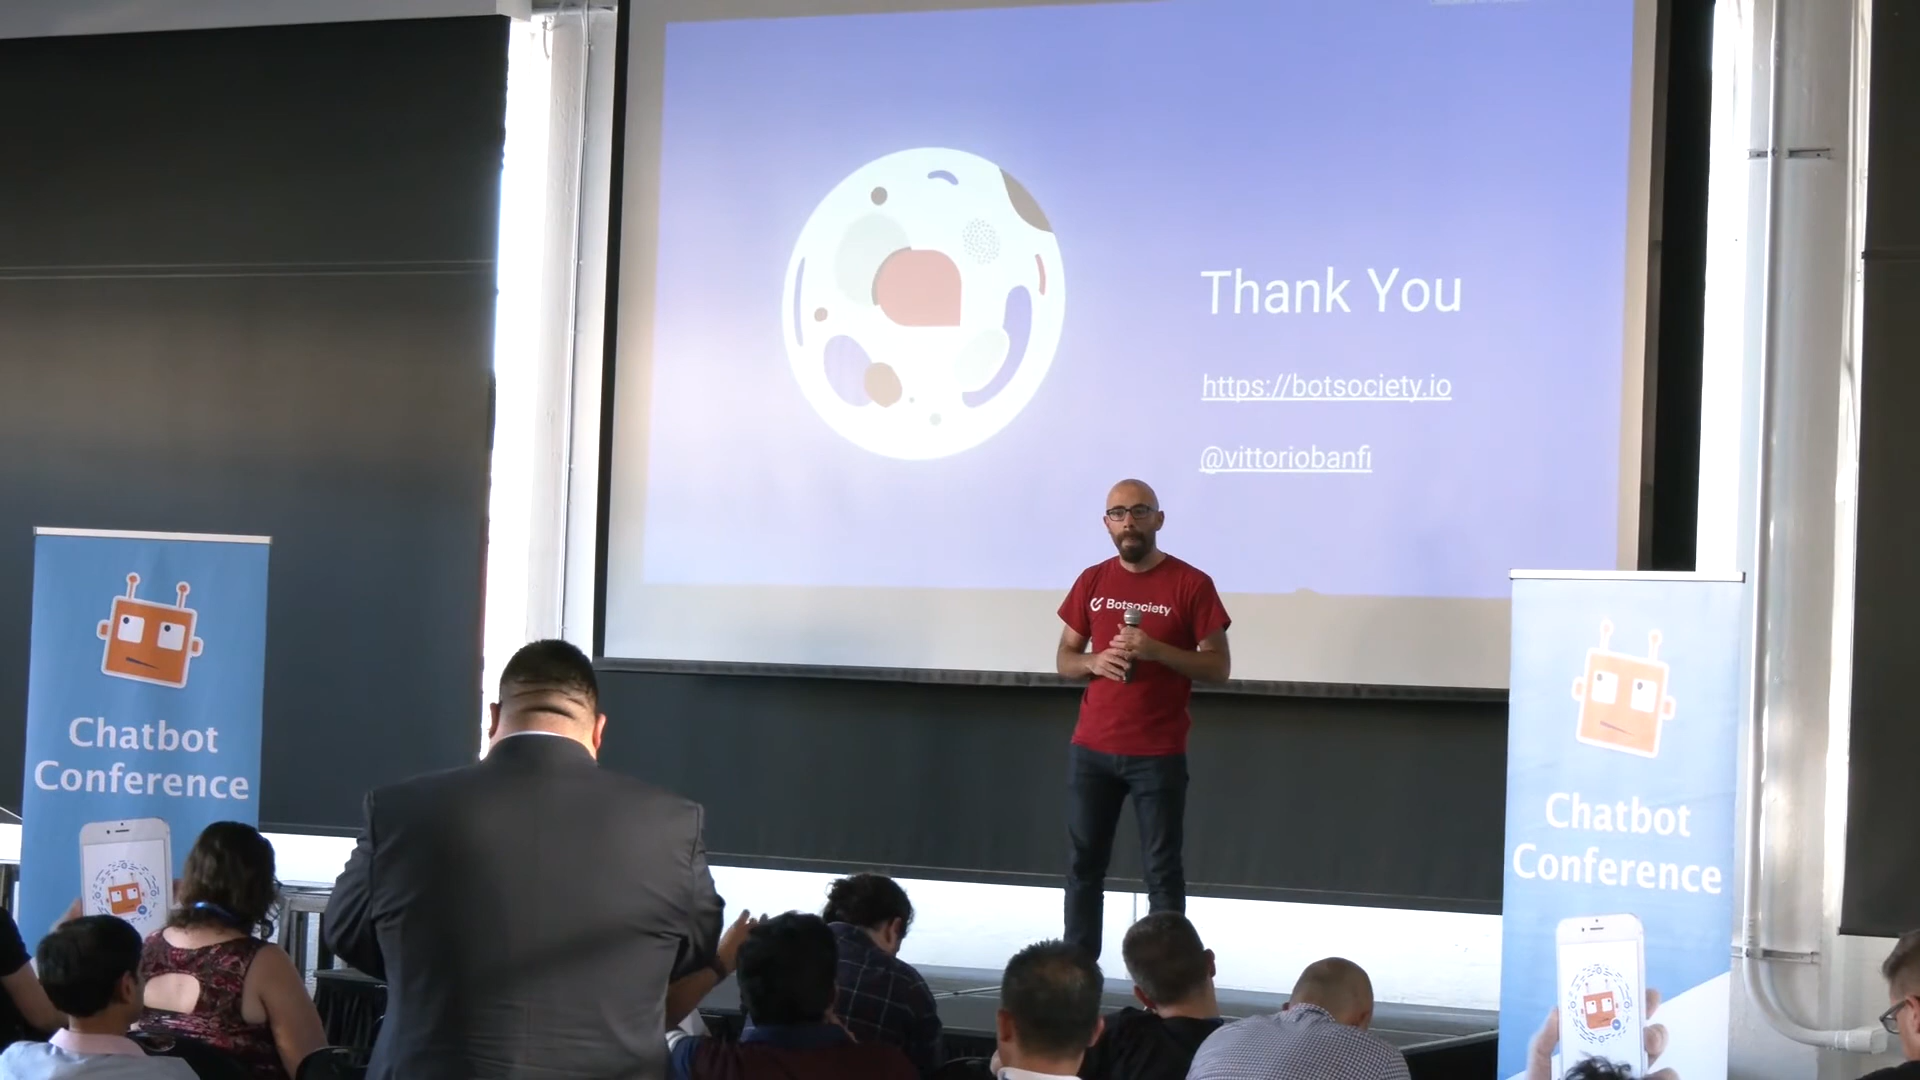 Thank You
https://botsociety.io
@vittoriobanfi
Botsociety
Chatbot
Conference
Chatbot
Conference